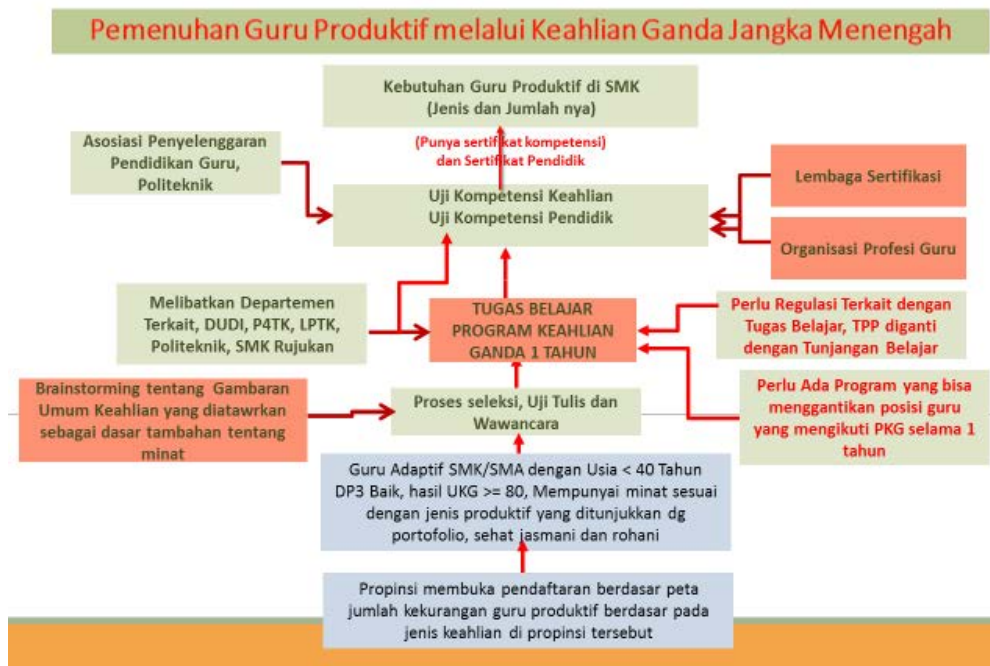 Pemenuhan Guru Produktif melalui Keahlian Ganda Jangka Menengah
Kebutuhan Guru Produktif di SMK
(Jenis dan Jumlah nya)
Asosiasi Penyelenggaran
Pendidikan Guru,
Politeknik
(Punya sertifikat kompetensi)
dan Sertifikat Pendidik
Uji Kompetensi Keahlian
Uji Kompetensi Pendidik
Lembaga Sertifikasi
Organisasi Profesi Guru
Melibatkan Departemen
Terkait, DUDI, P4TK, LPTK,
Politeknik, SMK Rujukan
TUGAS BELAJAR
PROGRAM KEAHLIAN
GANDA 1 TAHUN
Perlu Regulasi Terkait dengan
Tugas Belajar, TPP diganti
dengan Tunjangan Belajar
Brainstorming tentang Gambaran
Umum Keahlian yang diatawrkan
sebagai dasar tambahan tentang
minat
Proses seleksi, Uji Tulis dan
Wawancara
Perlu Ada Program yang bisa
menggantikan posisi guru
yang mengikuti PKG selama 1
tahun
Guru Adaptif SMK/SMA dengan Usia < 40 Tahun
DP3 Baik, hasil UKG >= 80, Mempunyai minat sesuai
dengan jenis produktif yang ditunjukkan dg
portofolio, sehat jasmani dan rohani
Propinsi membuka pendaftaran berdasar peta
jumlah kekurangan guru produktif berdasar pada
jenis keahlian di propinsi tersebut